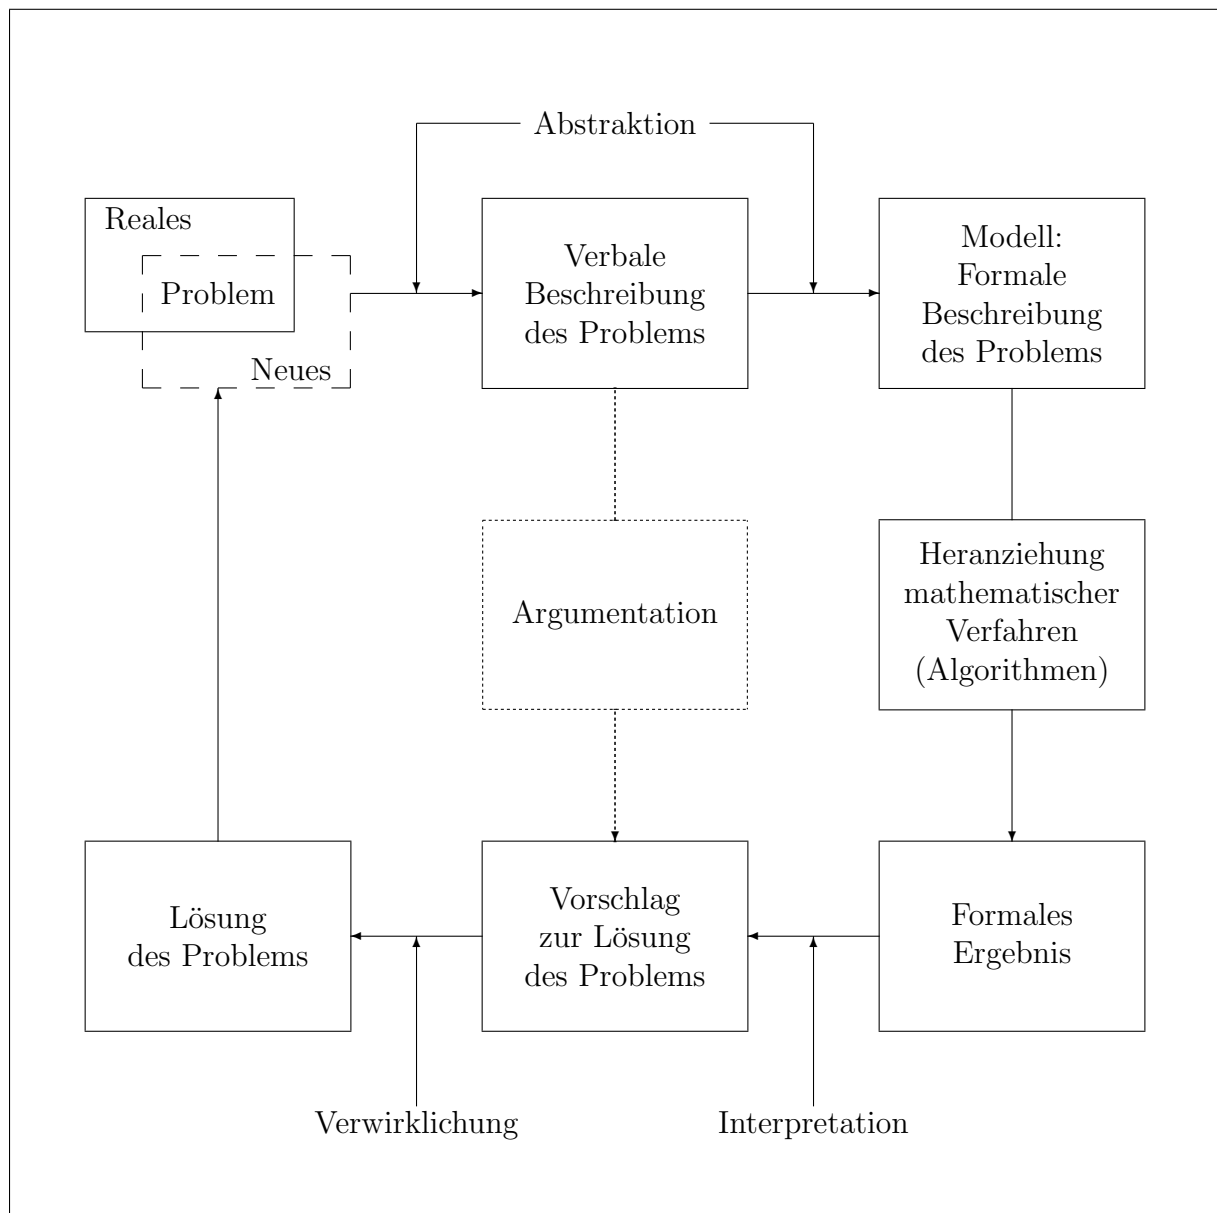 Abstraktion
Reales
Problem
Neues
Verbale
Beschreibung
des Problems
Modell:
Formale
Beschreibung
des Problems
Argumentation
Heranziehung
mathematischer
Verfahren
(Algorithmen)
Lösung
des Problems
Vorschlag
zur Lösung
des Problems
Formales
Ergebnis
Verwirklichung
Interpretation